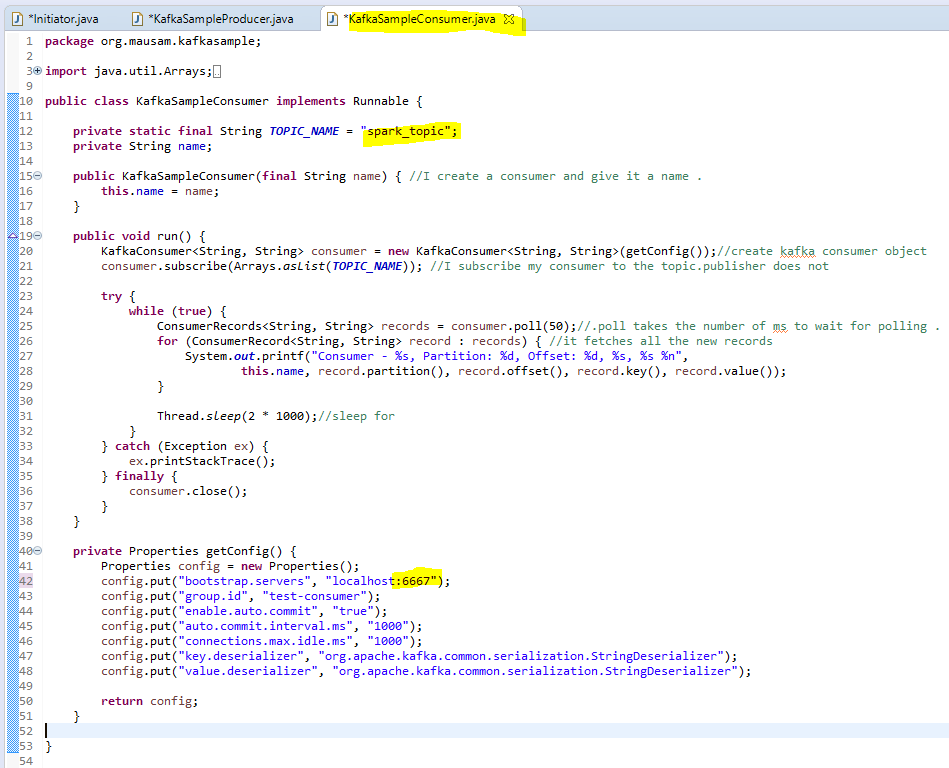 *Initiator.java *KafkaSampleProducer.java *KafkaSampleConsumer.java
1 package org.mausam.kafkasample;
2
3 import java.util.Arrays;
9
10 public class KafkaSampleConsumer implements Runnable {
11
12     private static final String TOPIC_NAME = "spark_topic";
13     private String name;
14
15     public KafkaSampleConsumer(final String name) { //I create a consumer and give it a name .
16         this.name = name;
17     }
18
19     public void run() {
20         KafkaConsumer<String, String> consumer = new KafkaConsumer<String, String>(getConfig());//create kafka consumer object
21         consumer.subscribe(Arrays.asList(TOPIC_NAME)); //I subscribe my consumer to the topic.publisher does not
22
23         try {
24             while (true) {
25                 ConsumerRecords<String, String> records = consumer.poll(50);//.poll takes the number of ms to wait for polling .
26                 for (ConsumerRecord<String, String> record : records) { //it fetches all the new records
27                     System.out.printf("Consumer - %s, Partition: %d, Offset: %d, %s, %s %n",
28                             this.name, record.partition(), record.offset(), record.key(), record.value());
29                 }
30
31                 Thread.sleep(2 * 1000);//sleep for
32             }
33         } catch (Exception ex) {
34             ex.printStackTrace();
35         } finally {
36             consumer.close();
37         }
38     }
39
40     private Properties getConfig() {
41         Properties config = new Properties();
42         config.put("bootstrap.servers", "localhost:6667");
43         config.put("group.id", "test-consumer");
44         config.put("enable.auto.commit", "true");
45         config.put("auto.commit.interval.ms", "1000");
46         config.put("connections.max.idle.ms", "1000");
47         config.put("key.deserializer", "org.apache.kafka.common.serialization.StringDeserializer");
48         config.put("value.deserializer", "org.apache.kafka.common.serialization.StringDeserializer");
49
50         return config;
51     }
52
53 }
54